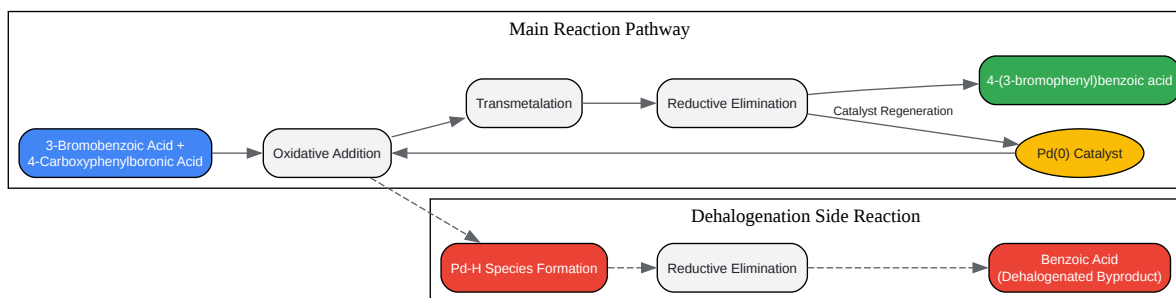 Main Reaction Pathway
3-Bromobenzoic Acid +
4-Carboxyphenylboronic Acid
Oxidative Addition
Transmetalation
Reductive Elimination
Catalyst Regeneration
4-(3-bromophenyl)benzoic acid
Pd(0) Catalyst
Dehalogenation Side Reaction
Pd-H Species Formation
Reductive Elimination
Benzoic Acid
(Dehalogenated Byproduct)